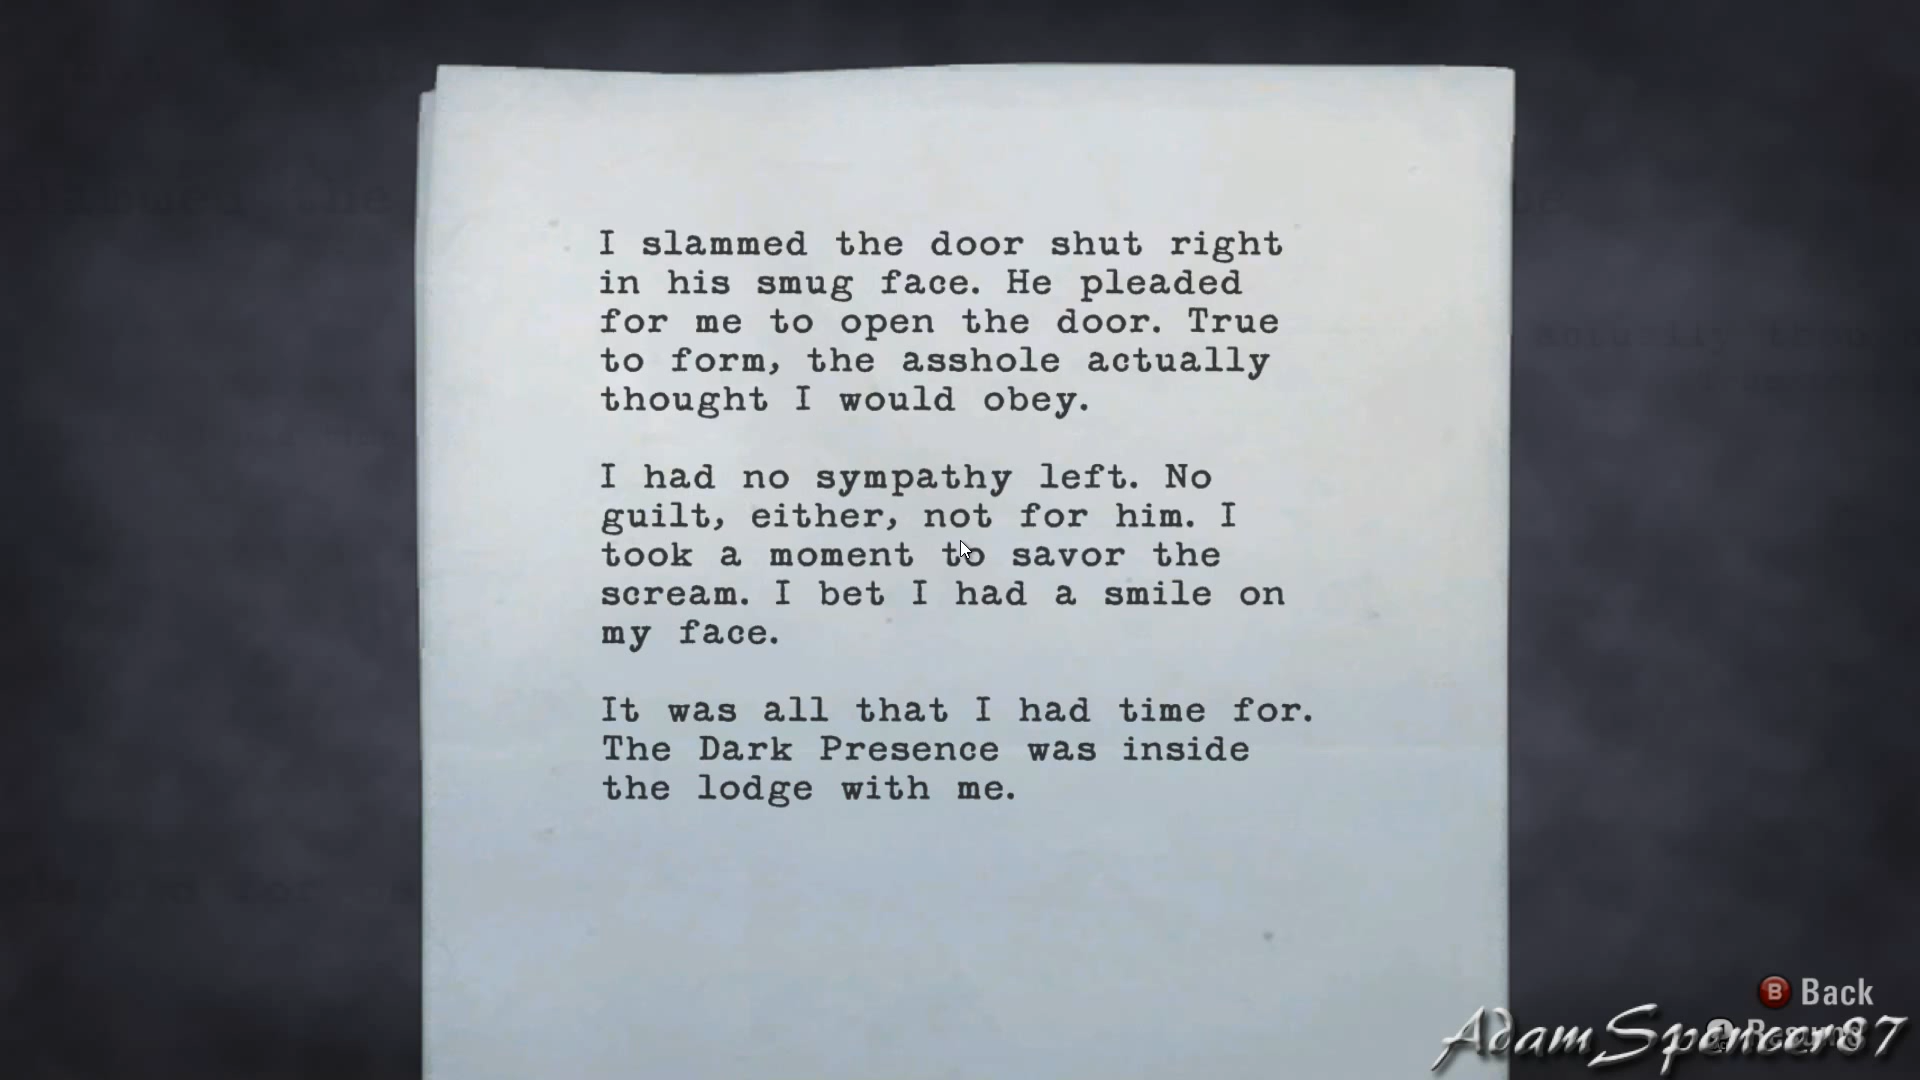 I slammed the door shut right
in his smug face. He pleaded
for me to open the door. True
to form, the asshole actually
thought I would obey.
I had no sympathy left. No
guilt, either, not for him. I
took a moment to savor the
scream. I bet I had a smile on
my face.
It was all that I had time for.
The Dark Presence was inside
the lodge with me.
B Back
Resume
AdamSpencer87